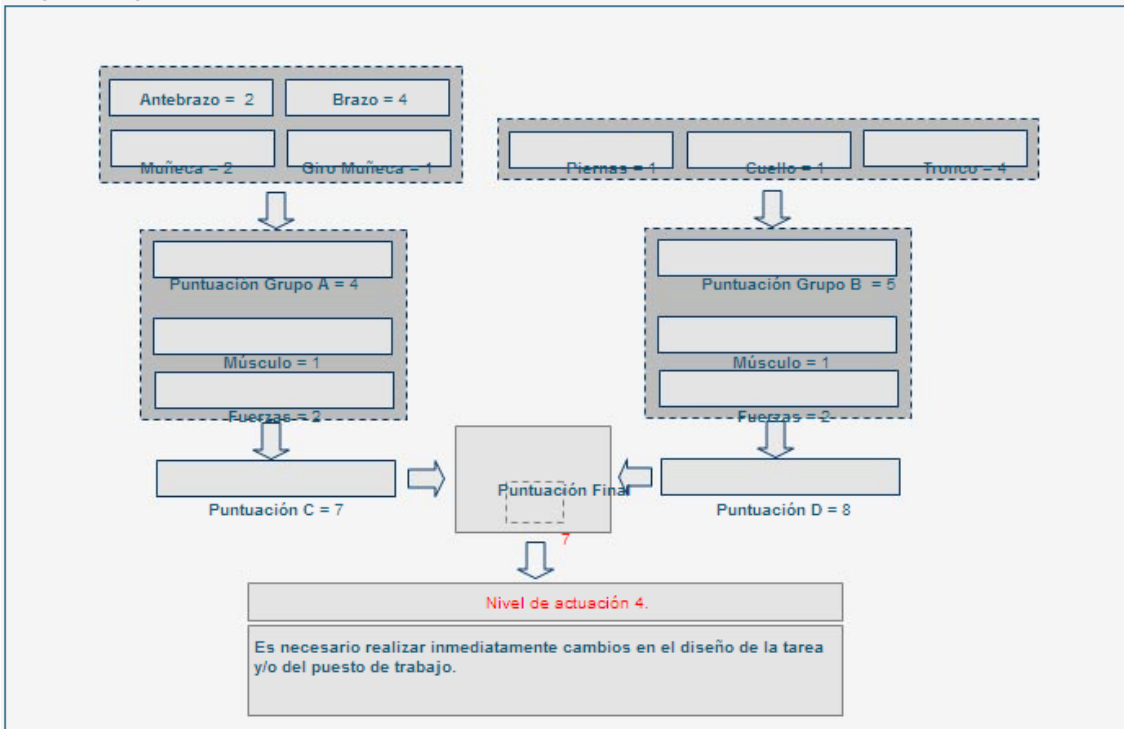 Antebrazo = 2
Brazo = 4
Muñeca = 2
Giro Muñeca = 1
Piernas = 1
Cuello = 1
Tronco = 4
Puntuación Grupo A = 4
Músculo = 1
Fuerzas = 2
Puntuación Grupo B = 5
Músculo = 1
Fuerzas = 2
Puntuación C = 7
Puntuación Final
7
Puntuación D = 8
Nivel de actuación 4.
Es necesario realizar inmediatamente cambios en el diseño de la tarea
y/o del puesto de trabajo.